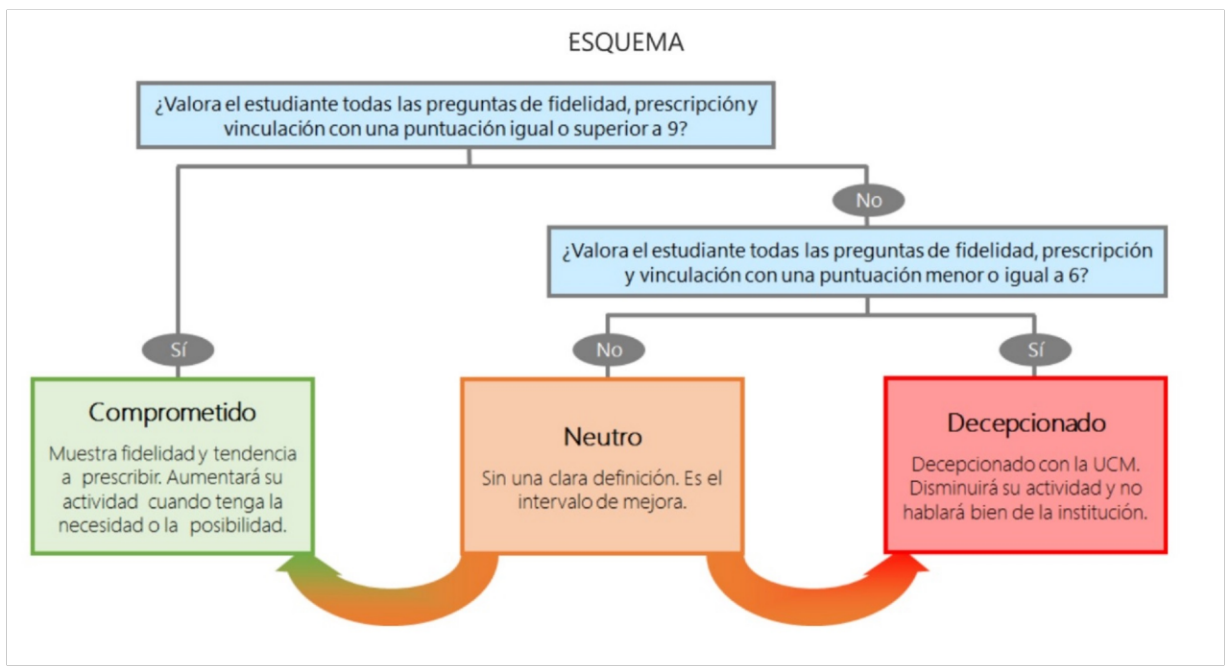 ESQUEMA
¿Valora el estudiante todas las preguntas de fidelidad, prescripción y
vinculación con una puntuación igual o superior a 9?
No
¿Valora el estudiante todas las preguntas de fidelidad, prescripción
y vinculación con una puntuación menor o igual a 6?
Sí
No
Sí
Comprometido
Muestra fidelidad y tendencia
a prescribir. Aumentará su
actividad cuando tenga la
necesidad o la posibilidad.
Neutro
Sin una clara definición. Es el
intervalo de mejora.
Decepcionado
Decepcionado con la UCM.
Disminuirá su actividad y no
hablará bien de la institución.